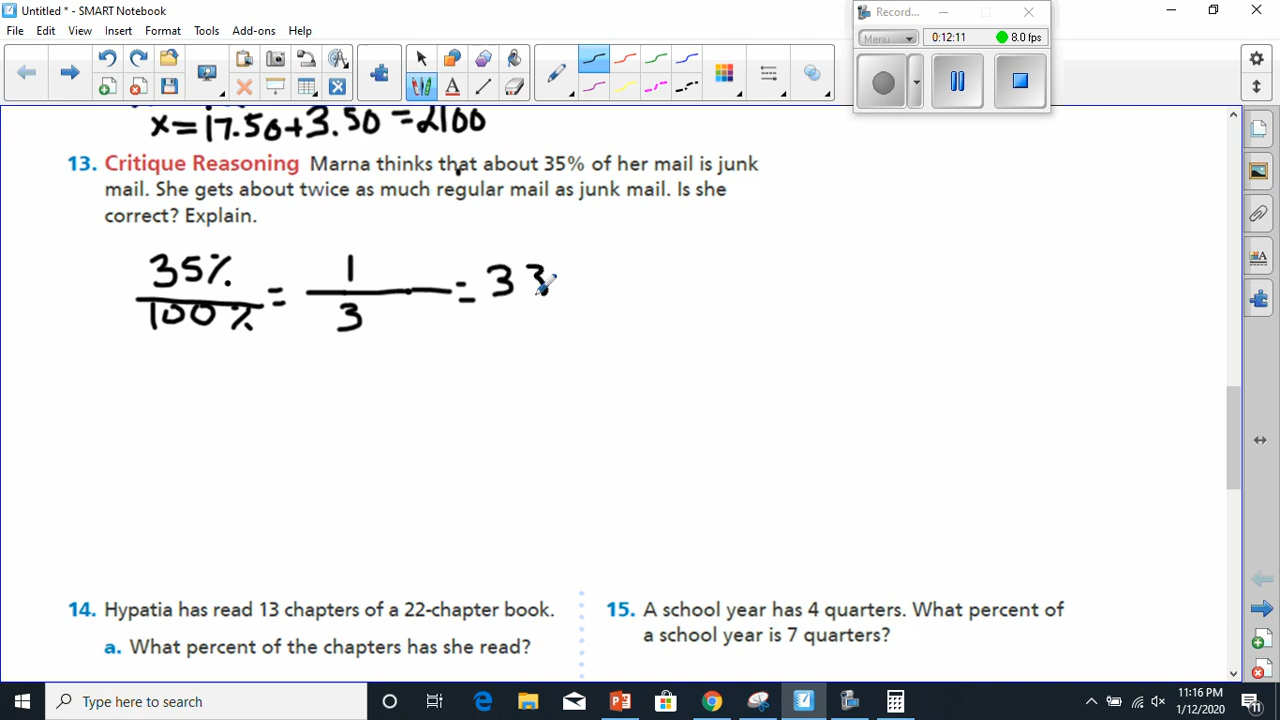 Untitled * - SMART Notebook
Record...
File Edit View Insert Format Tools Add-ons Help
Menu
0:12:11
8.0 fps
x=17.50+3.50 =2100
13. Critique Reasoning Marna thinks that about 35% of her mail is junk
mail. She gets about twice as much regular mail as junk mail. Is she
correct? Explain.
35% / 100% = 1 / 3 = 33
14. Hypatia has read 13 chapters of a 22-chapter book.
a. What percent of the chapters has she read?
15. A school year has 4 quarters. What percent of
a school year is 7 quarters?
Type here to search
11:16 PM
1/12/2020
11